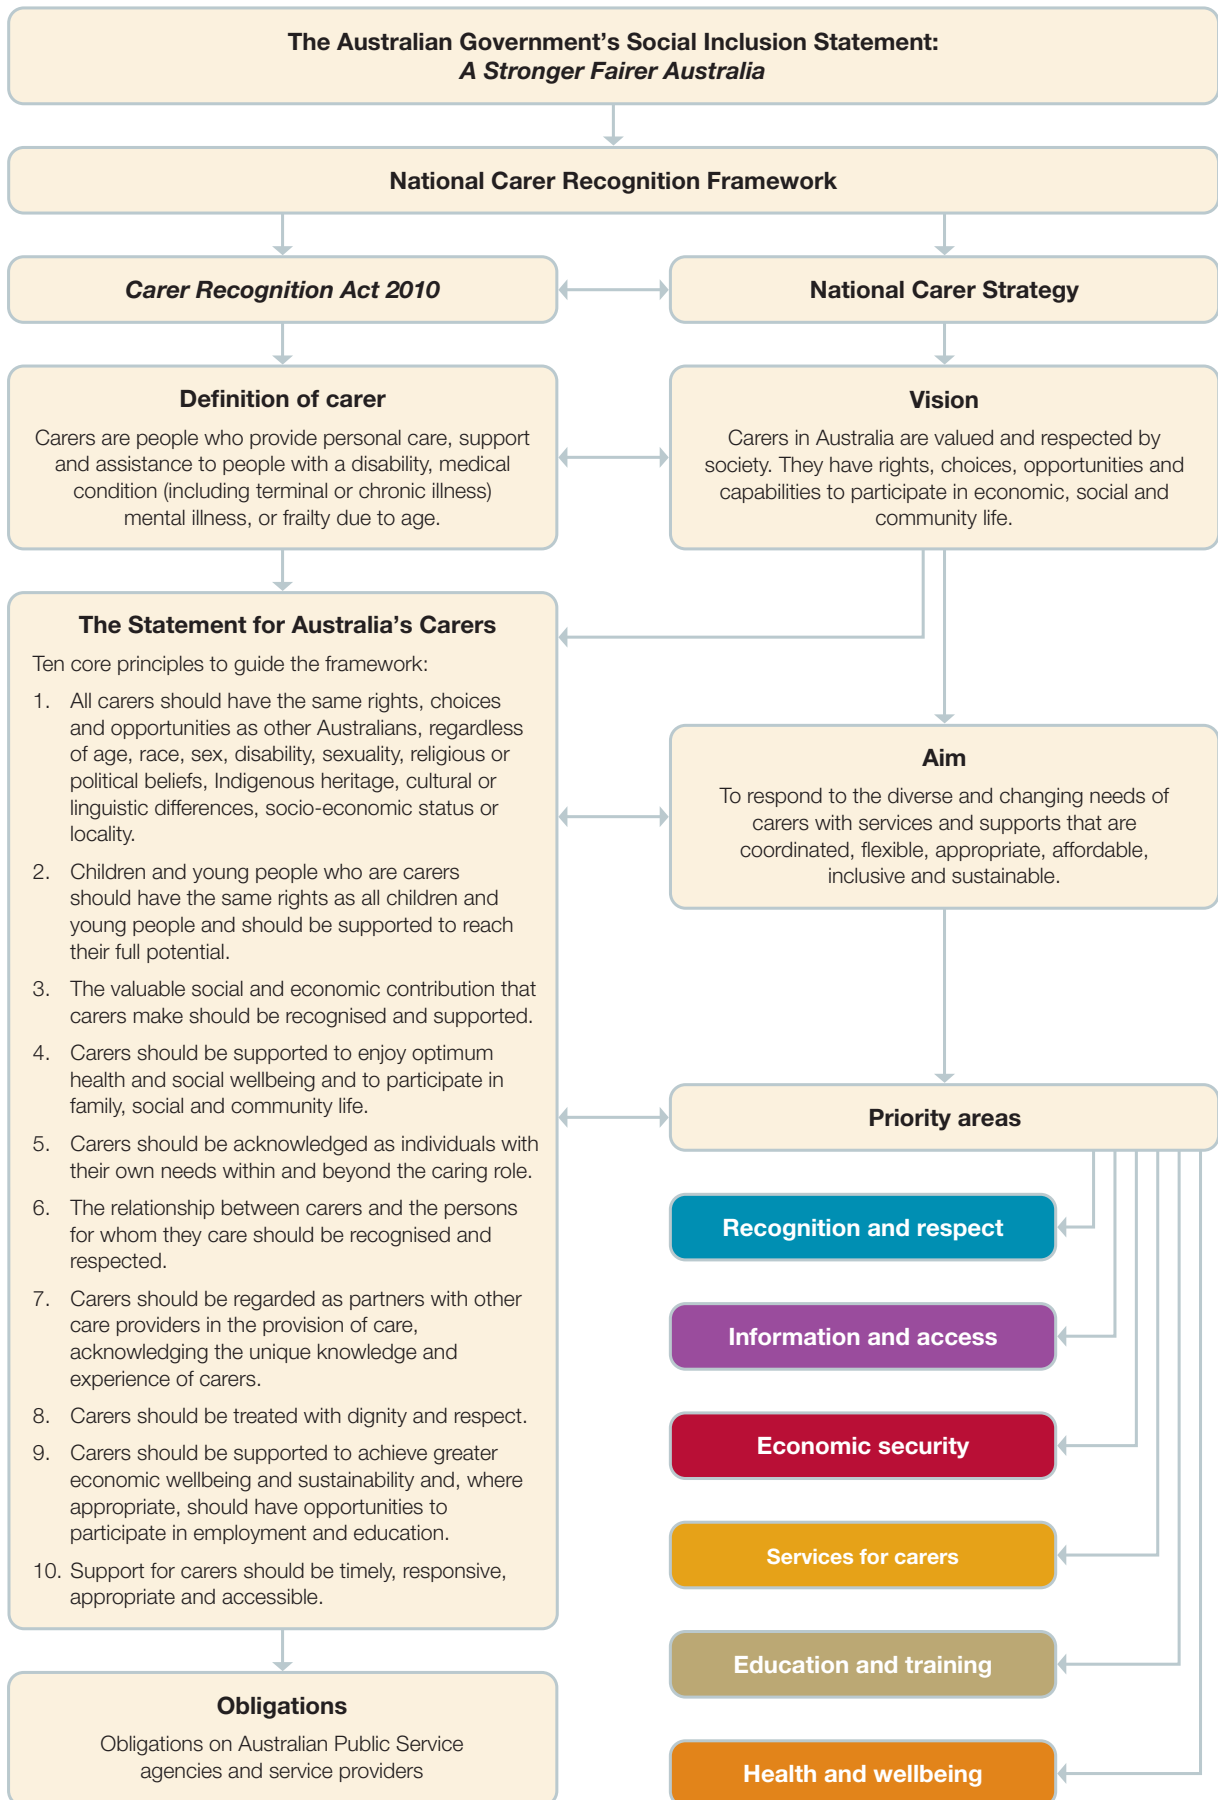 The Australian Government’s Social Inclusion Statement:
A Stronger Fairer Australia
National Carer Recognition Framework
Carer Recognition Act 2010
National Carer Strategy
Definition of carer
Carers are people who provide personal care, support
and assistance to people with a disability, medical
condition (including terminal or chronic illness)
mental illness, or frailty due to age.
Vision
Carers in Australia are valued and respected by
society. They have rights, choices, opportunities and
capabilities to participate in economic, social and
community life.
The Statement for Australia’s Carers
Ten core principles to guide the framework:
1. All carers should have the same rights, choices
and opportunities as other Australians, regardless
of age, race, sex, disability, sexuality, religious or
political beliefs, Indigenous heritage, cultural or
linguistic differences, socio-economic status or
locality.
2. Children and young people who are carers
should have the same rights as all children and
young people and should be supported to reach
their full potential.
3. The valuable social and economic contribution that
carers make should be recognised and supported.
4. Carers should be supported to enjoy optimum
health and social wellbeing and to participate in
family, social and community life.
5. Carers should be acknowledged as individuals with
their own needs within and beyond the caring role.
6. The relationship between carers and the persons
for whom they care should be recognised and
respected.
7. Carers should be regarded as partners with other
care providers in the provision of care,
acknowledging the unique knowledge and
experience of carers.
8. Carers should be treated with dignity and respect.
9. Carers should be supported to achieve greater
economic wellbeing and sustainability and, where
appropriate, should have opportunities to
participate in employment and education.
10. Support for carers should be timely, responsive,
appropriate and accessible.
Aim
To respond to the diverse and changing needs of
carers with services and supports that are
coordinated, flexible, appropriate, affordable,
inclusive and sustainable.
Priority areas
Recognition and respect
Information and access
Economic security
Services for carers
Education and training
Health and wellbeing
Obligations
Obligations on Australian Public Service
agencies and service providers